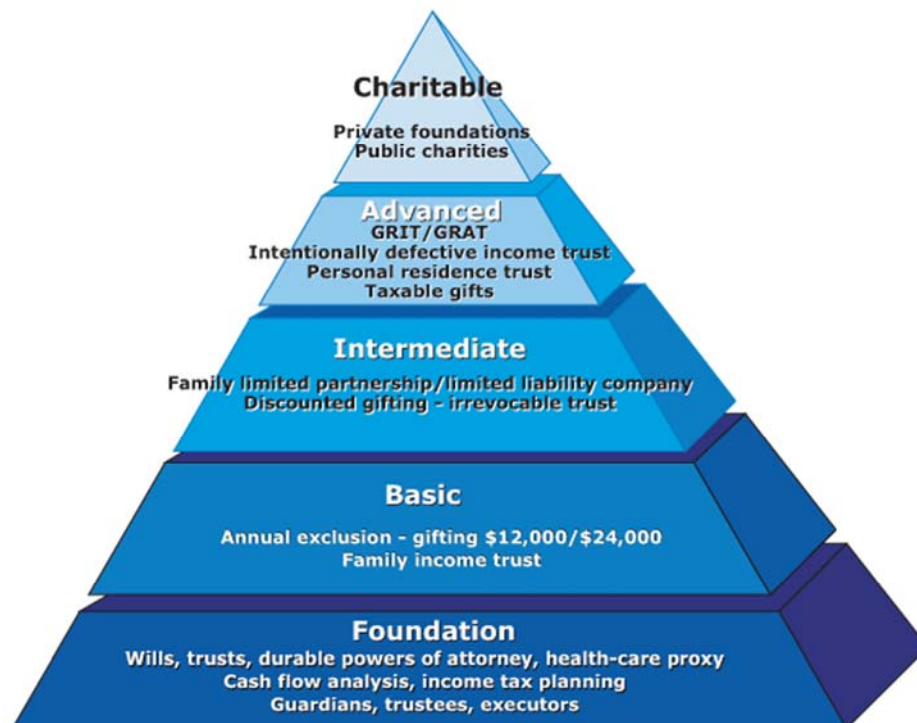 Charitable
Private foundations
Public charities
Advanced
GRIT/GRAT
Intentionally defective income trust
Personal residence trust
Taxable gifts
Intermediate
Family limited partnership/limited liability company
Discounted gifting - irrevocable trust
Basic
Annual exclusion - gifting $12,000/$24,000
Family income trust
Foundation
Wills, trusts, durable powers of attorney, health-care proxy
Cash flow analysis, income tax planning
Guardians, trustees, executors